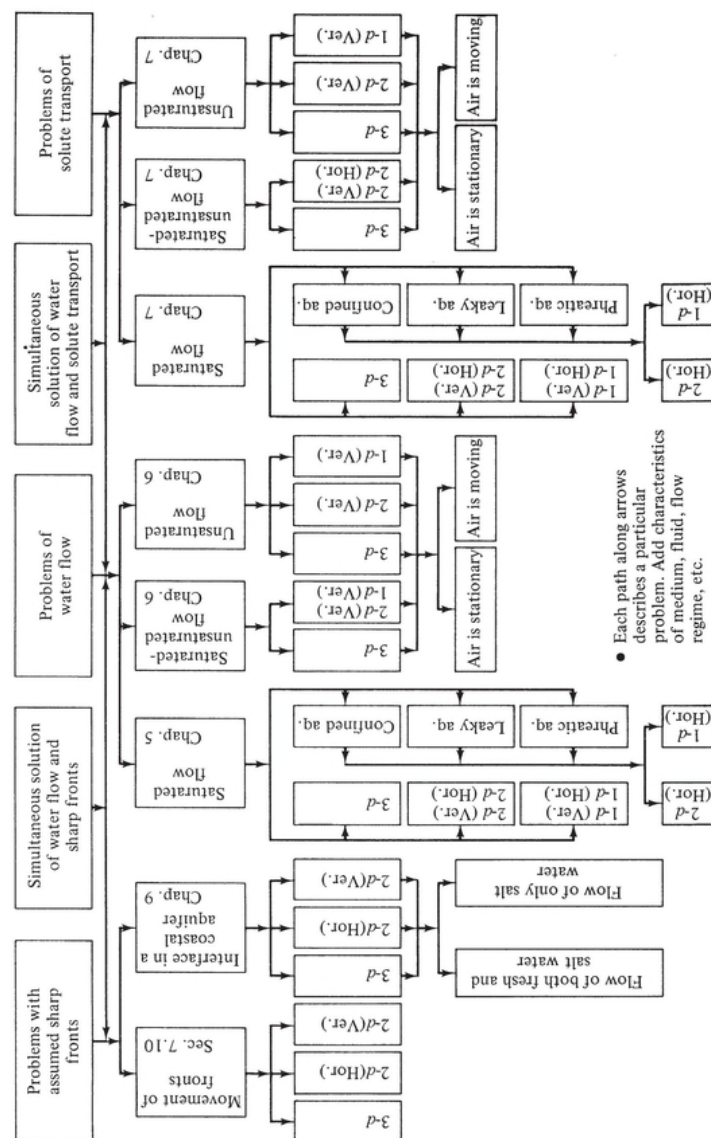 Problems with
assumed sharp
fronts
Simultaneous solution
of water flow and
sharp fronts
Problems of
water flow
Simultaneous
solution of water
flow and solute transport
Problems of
solute transport
Movement of
fronts
Sec. 7.10
3-d
2-d(Hor.)
2-d(Ver.)
Interface in a
coastal
aquifer
Chap. 9
3-d
2-d(Hor.)
2-d(Ver.)
Flow of both fresh and
salt water
Flow of only salt
water
Saturated
flow
Chap. 5
3-d
2-d (Ver.)
2-d (Hor.)
1-d (Ver.)
1-d (Hor.)
Confined aq.
Leaky aq.
Phreatic aq.
2-d
(Hor.)
1-d
(Hor.)
Saturated-
unsaturated
flow
Chap. 6
3-d
2-d (Ver.)
1-d (Ver.)
Unsaturated
flow
Chap. 6
3-d
2-d (Ver.)
1-d (Ver.)
Air is stationary
Air is moving
Saturated
flow
Chap. 7
3-d
2-d (Ver.)
2-d (Hor.)
1-d (Ver.)
1-d (Hor.)
Confined aq.
Leaky aq.
Phreatic aq.
2-d
(Hor.)
1-d
(Hor.)
Saturated-
unsaturated
flow
Chap. 7
3-d
2-d (Ver.)
2-d (Hor)
Unsaturated
flow
Chap. 7
3-d
2-d (Ver.)
1-d (Ver.)
Air is stationary
Air is moving
• Each path along arrows
describes a particular
problem. Add characteristics
of medium, fluid, flow
regime, etc.